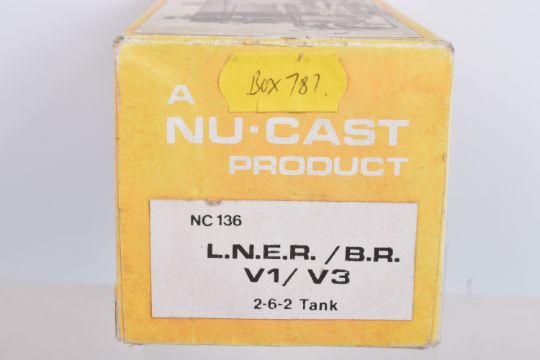 BOX 787.
A
NU-CAST
PRODUCT
NC 136
L.N.E.R. / B.R.
V1/ V3
2-6-2 Tank